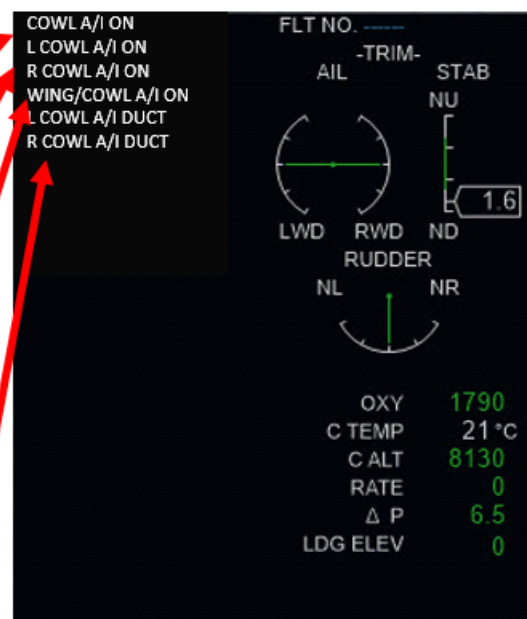 COWL A/I ON
L COWL A/I ON
R COWL A/I ON
WING/COWL A/I ON
L COWL A/I DUCT
R COWL A/I DUCT
FLT NO. ------
-TRIM-
AIL STAB
NU
1.6
LWD RWD ND
RUDDER
NL NR
OXY 1790
C TEMP 21 °C
C ALT 8130
RATE 0
Δ P 6.5
LDG ELEV 0